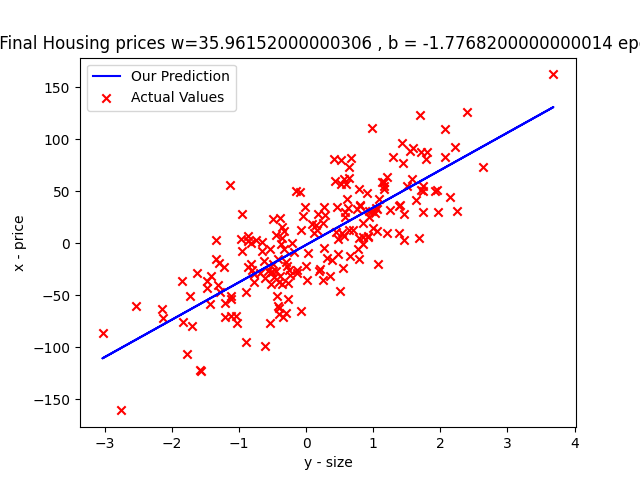 Final Housing prices w=35.96152000000306 , b = -1.7768200000000014 ep
Our Prediction
Actual Values
150
100
50
0
−50
−100
−150
x - price
−3 −2 −1 0 1 2 3 4
y - size